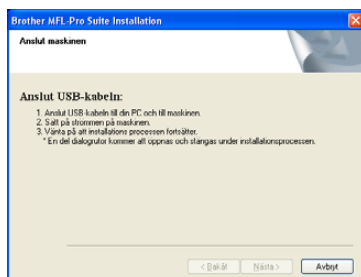 Brother MFL-Pro Suite Installation
Anslut maskinen
Anslut USB-kabeln:
1. Anslut USB-kabeln till din PC och till maskinen.
2. Sätt på strömmen på maskinen.
3. Vänta på att installations processen fortsätter.
* En del dialogrutor kommer att öppnas och stängas under installationsprocessen.
< Bakåt Nästa > Avbryt